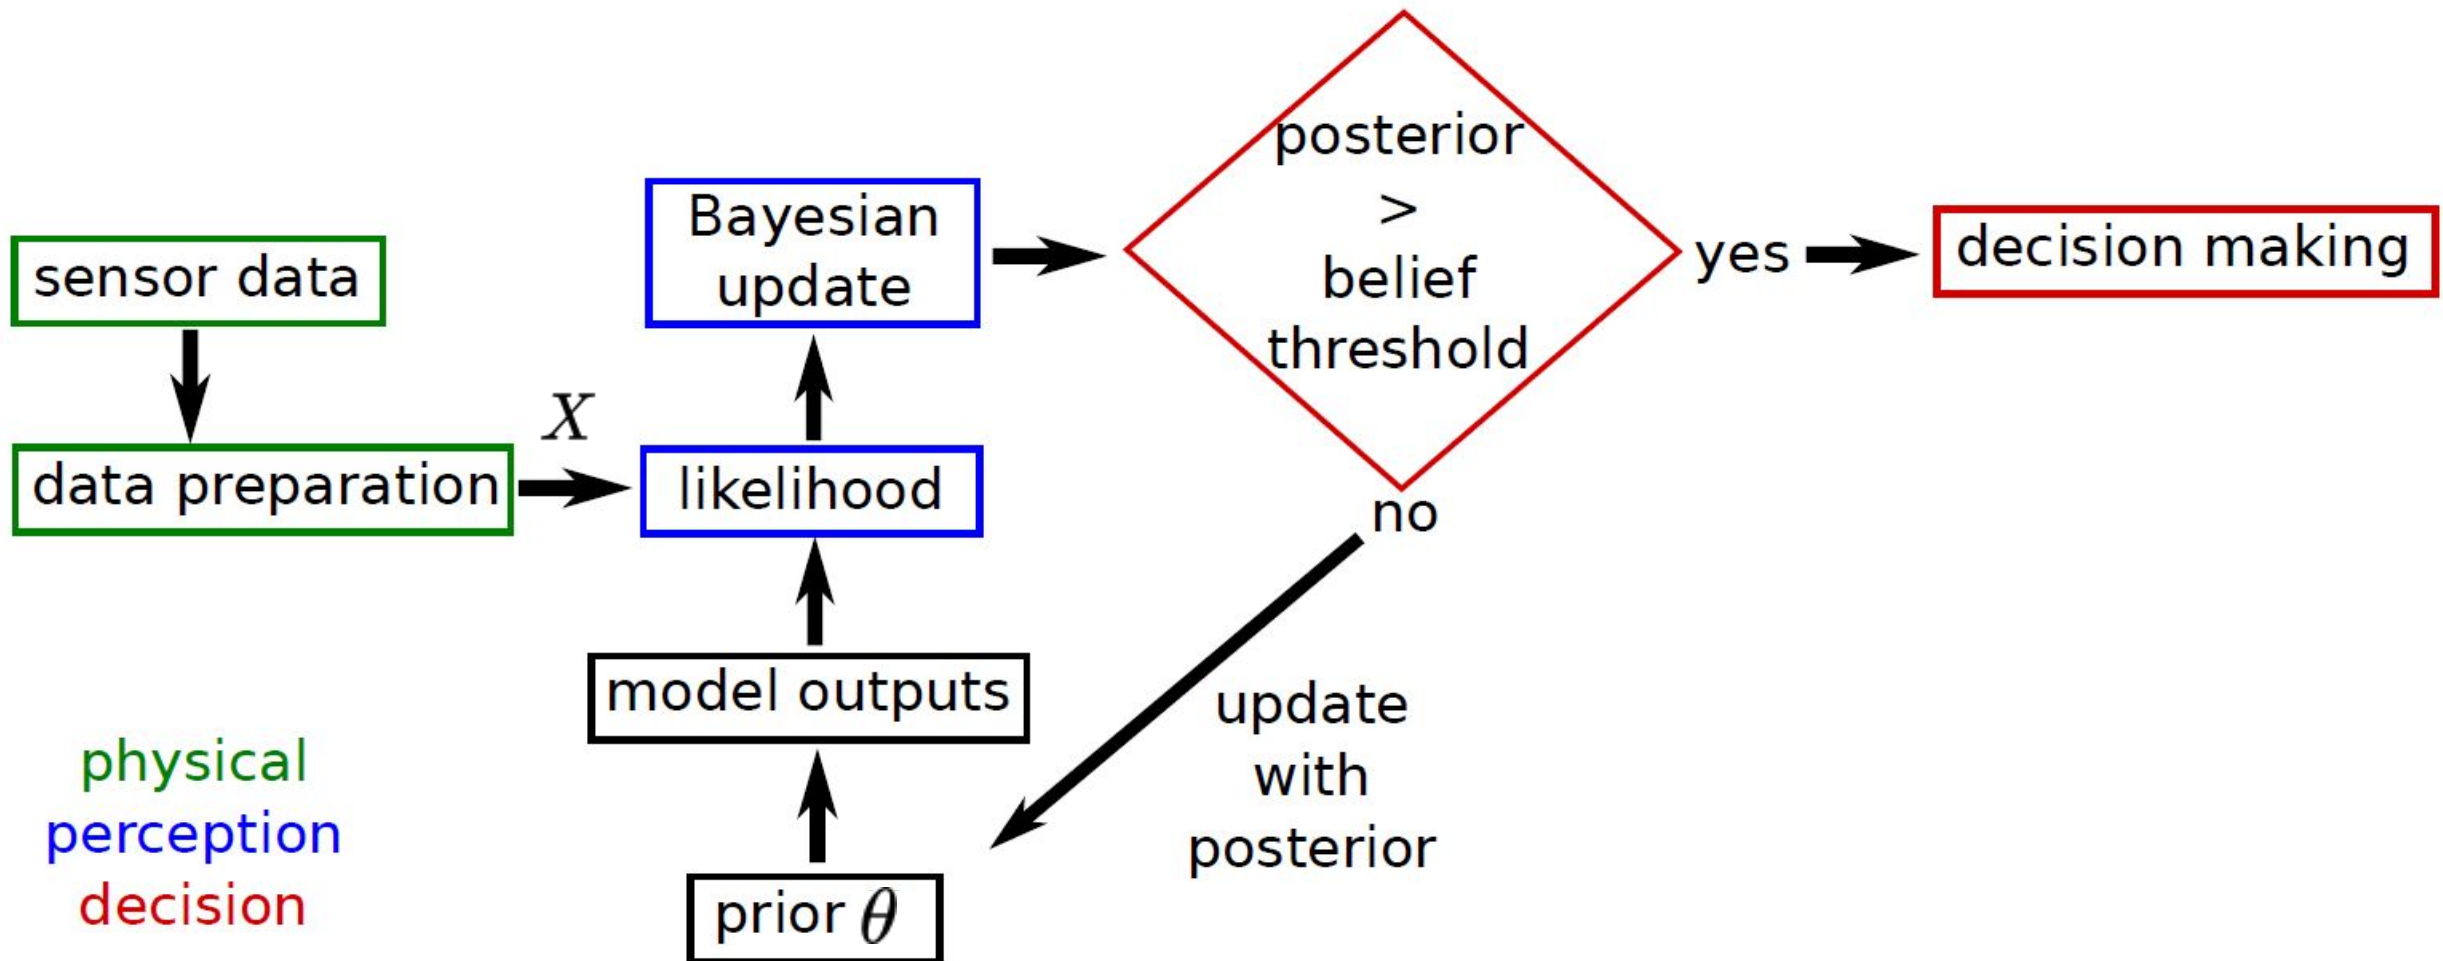 sensor data
data preparation
X
Bayesian
update
likelihood
model outputs
prior θ
posterior
>
belief
threshold
yes
decision making
no
update
with
posterior
physical
perception
decision